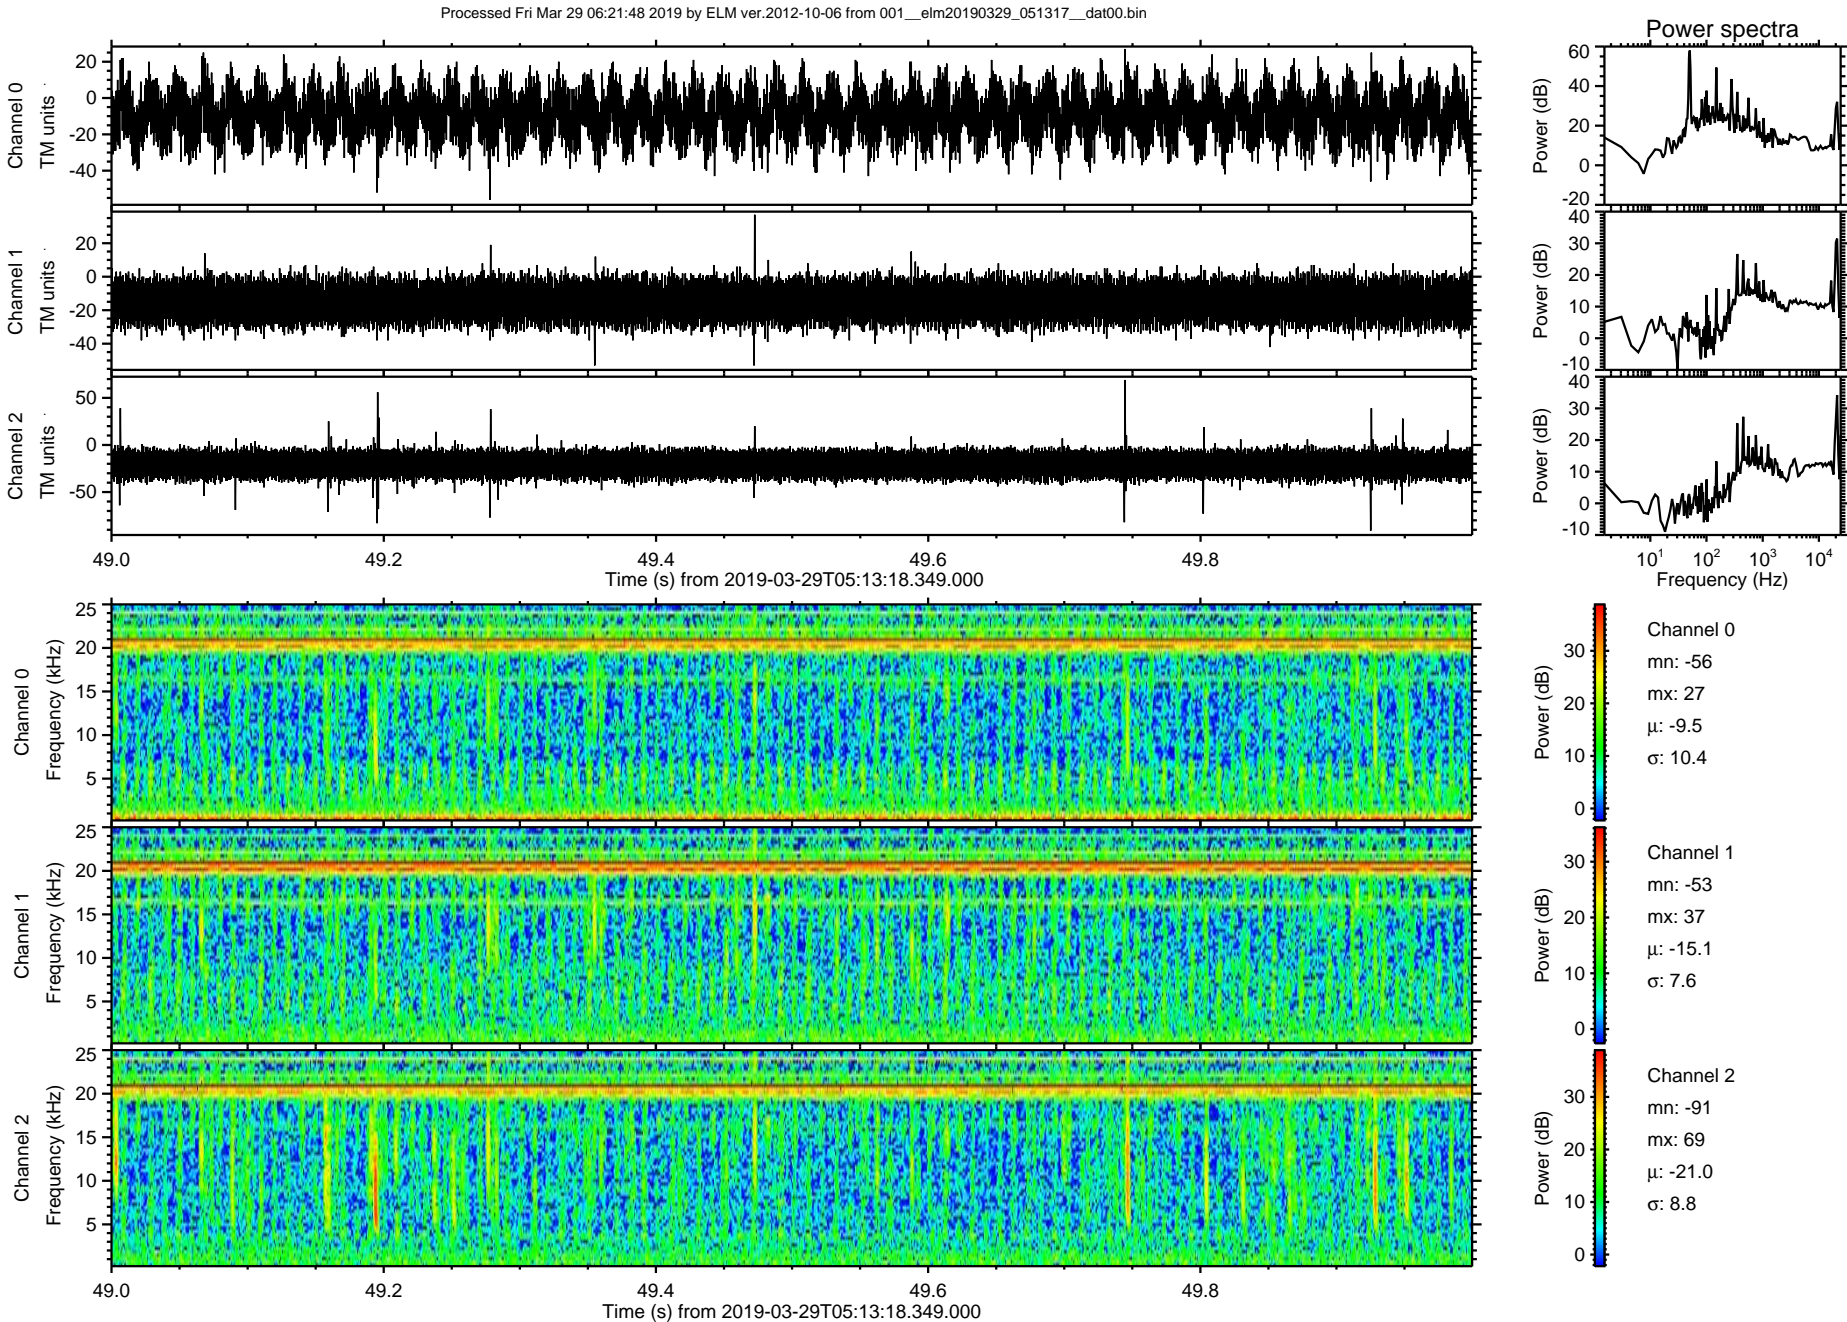 Processed Fri Mar 29 06:21:48 2019 by ELM ver.2012-10-06 from 001__elm20190329_051317__dat00.bin
Power spectra
Channel 0
TM units
20
0
-20
-40
Power (dB)
60
40
20
0
-20
Channel 1
TM units
20
0
-20
-40
Power (dB)
40
30
20
10
0
-10
Channel 2
TM units
50
0
-50
Power (dB)
40
30
20
10
0
-10
49.0 49.2 49.4 49.6 49.8
Time (s) from 2019-03-29T05:13:18.349.000
10^1 10^2 10^3 10^4
Frequency (Hz)
Channel 0
Frequency (kHz)
25
20
15
10
5
Power (dB)
30
20
10
0
Channel 0
mn: -56
mx: 27
μ: -9.5
σ: 10.4
Channel 1
Frequency (kHz)
25
20
15
10
5
Power (dB)
30
20
10
0
Channel 1
mn: -53
mx: 37
μ: -15.1
σ: 7.6
Channel 2
Frequency (kHz)
25
20
15
10
5
Power (dB)
30
20
10
0
Channel 2
mn: -91
mx: 69
μ: -21.0
σ: 8.8
49.0 49.2 49.4 49.6 49.8
Time (s) from 2019-03-29T05:13:18.349.000